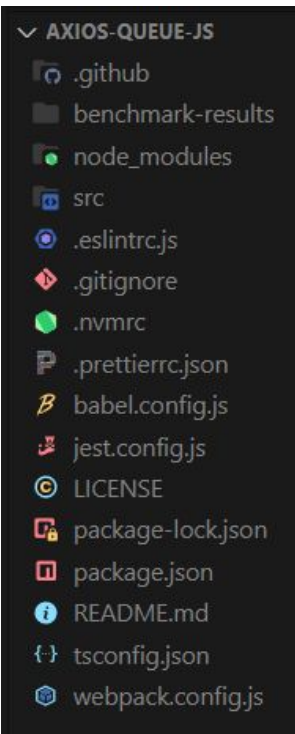 AXIOS-QUEUE-JS
.github
benchmark-results
node_modules
src
.eslintrc.js
.gitignore
.nvmrc
.prettierrc.json
babel.config.js
jest.config.js
LICENSE
package-lock.json
package.json
README.md
tsconfig.json
webpack.config.js